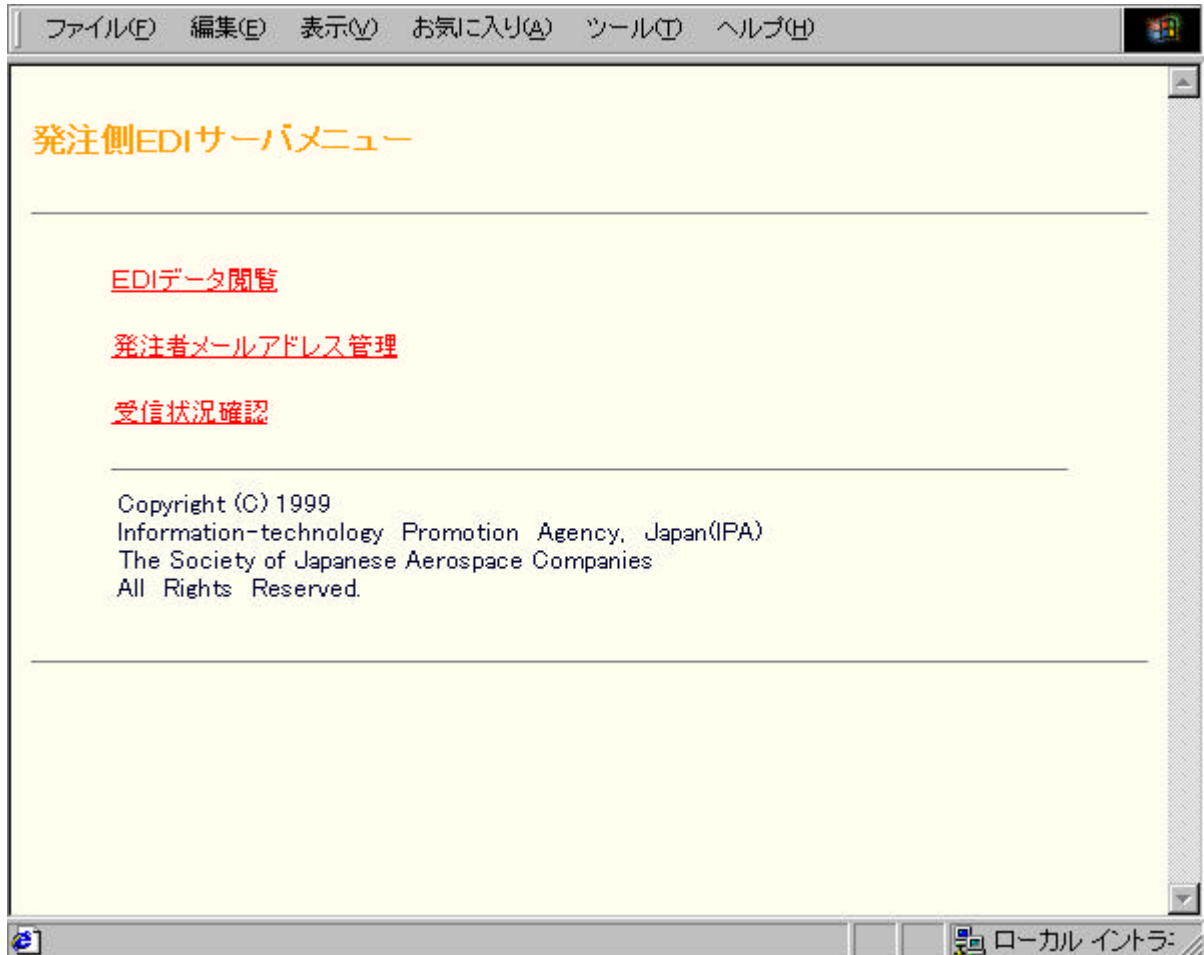 ファイル(F) 編集(E) 表示(V) お気に入り(A) ツール(T) ヘルプ(H)
発注側EDIサーバメニュー
EDIデータ閲覧
発注者メールアドレス管理
受信状況確認
Copyright (C) 1999
Information-technology Promotion Agency, Japan(IPA)
The Society of Japanese Aerospace Companies
All Rights Reserved.
ローカル イントラ